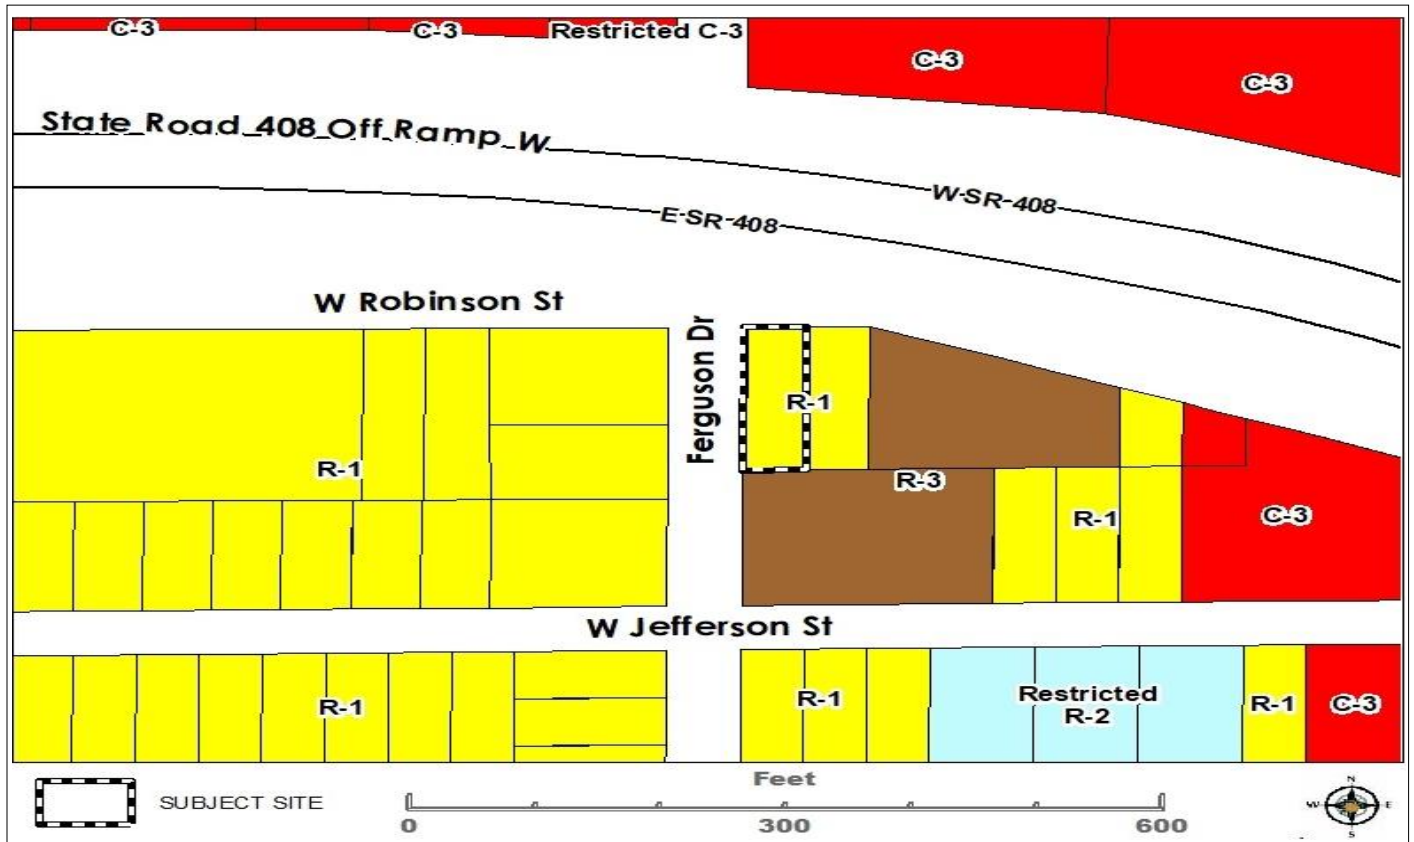 C-3
C-3
Restricted C-3
C-3
C-3
State Road 408 Off Ramp W
W SR 408
E SR 408
W Robinson St
Ferguson Dr
R-1
R-1
R-3
R-1
C-3
W Jefferson St
R-1
R-1
Restricted
R-2
R-1
C-3
SUBJECT SITE
Feet
0
300
600
N
W
E
S